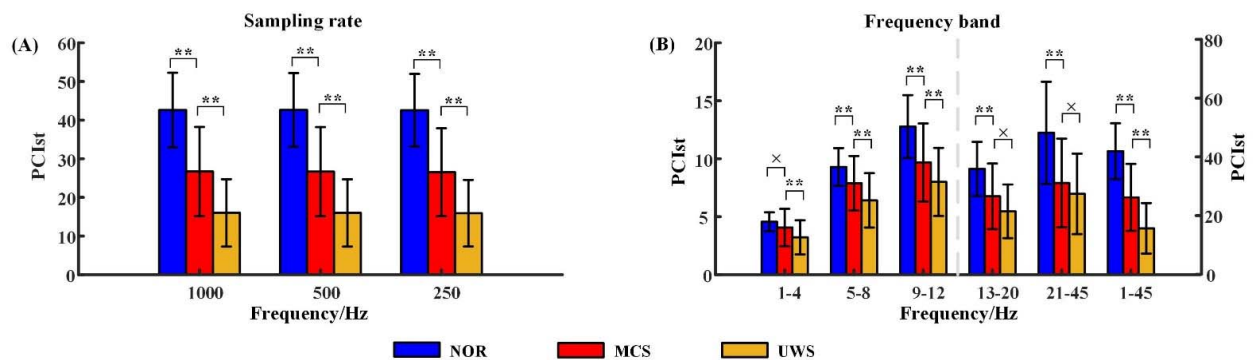 Sampling rate
(A)
PCIst
60
50
40
30
20
10
0
** ** ** ** ** **
1000 500 250
Frequency/Hz
Frequency band
(B)
PCIst
20
15
10
5
0
× ** ** ** ** ** ** × ** × ** **
80
60
40
20
0
PCIst
1-4 5-8 9-12 13-20 21-45 1-45
Frequency/Hz
NOR MCS UWS